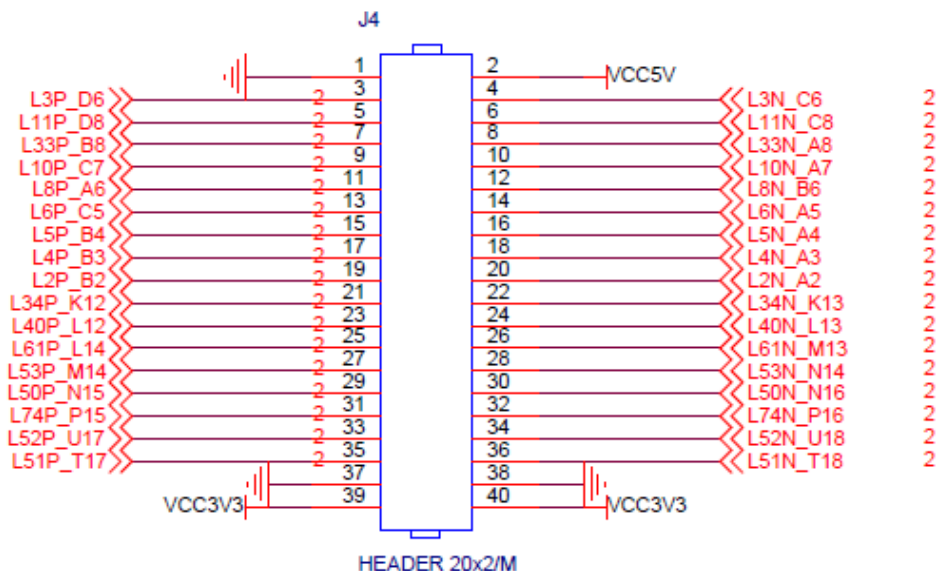 J4
1 2 VCC5V
L3P_D6 2 3 4 L3N_C6 2
L11P_D8 2 5 6 L11N_C8 2
L33P_B8 2 7 8 L33N_A8 2
L10P_C7 2 9 10 L10N_A7 2
L8P_A6 2 11 12 L8N_B6 2
L6P_C5 2 13 14 L6N_A5 2
L5P_B4 2 15 16 L5N_A4 2
L4P_B3 2 17 18 L4N_A3 2
L2P_B2 2 19 20 L2N_A2 2
L34P_K12 2 21 22 L34N_K13 2
L40P_L12 2 23 24 L40N_L13 2
L61P_L14 2 25 26 L61N_M13 2
L53P_M14 2 27 28 L53N_N14 2
L50P_N15 2 29 30 L50N_N16 2
L74P_P15 2 31 32 L74N_P16 2
L52P_U17 2 33 34 L52N_U18 2
L51P_T17 2 35 36 L51N_T18 2
37 38
VCC3V3 39 40 VCC3V3
HEADER 20x2/M